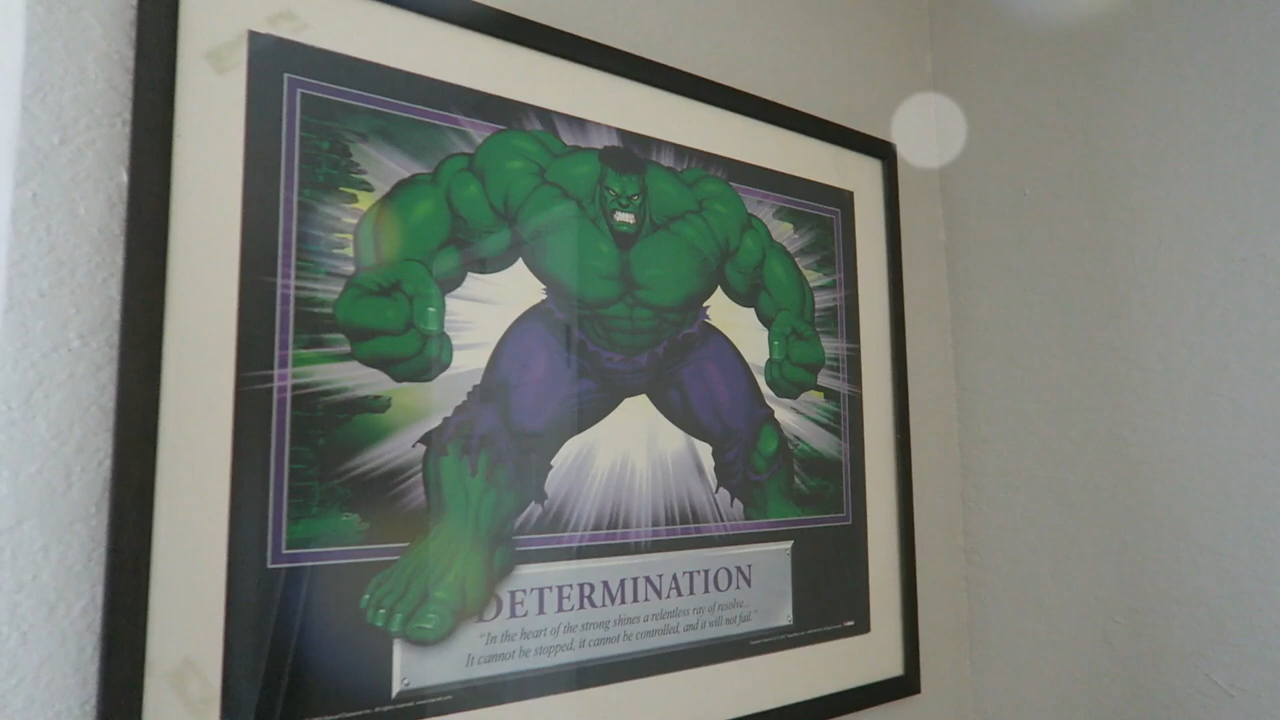 DETERMINATION
"In the heart of the strong shines a relentless ray of resolve...
It cannot be stopped, it cannot be controlled, and it will not fail."